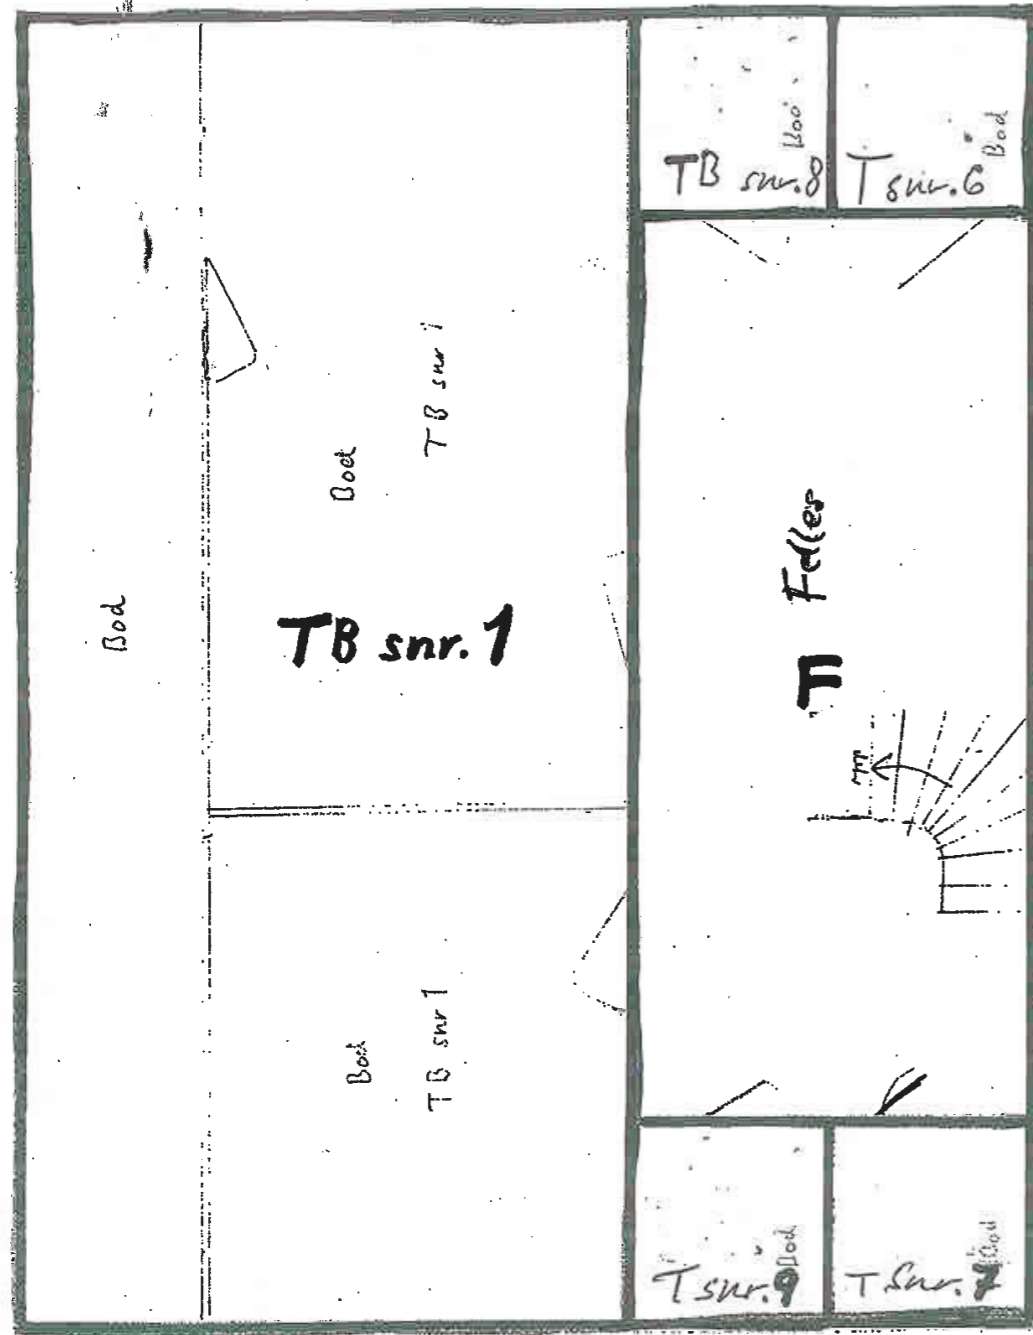 Bod
TB snr.8
Bod
T snr.6
Bod
TB snr 1
Bod
TB snr.1
Felles
F
Bod
TB snr 1
Bod
T snr.9
Bod
T snr.7